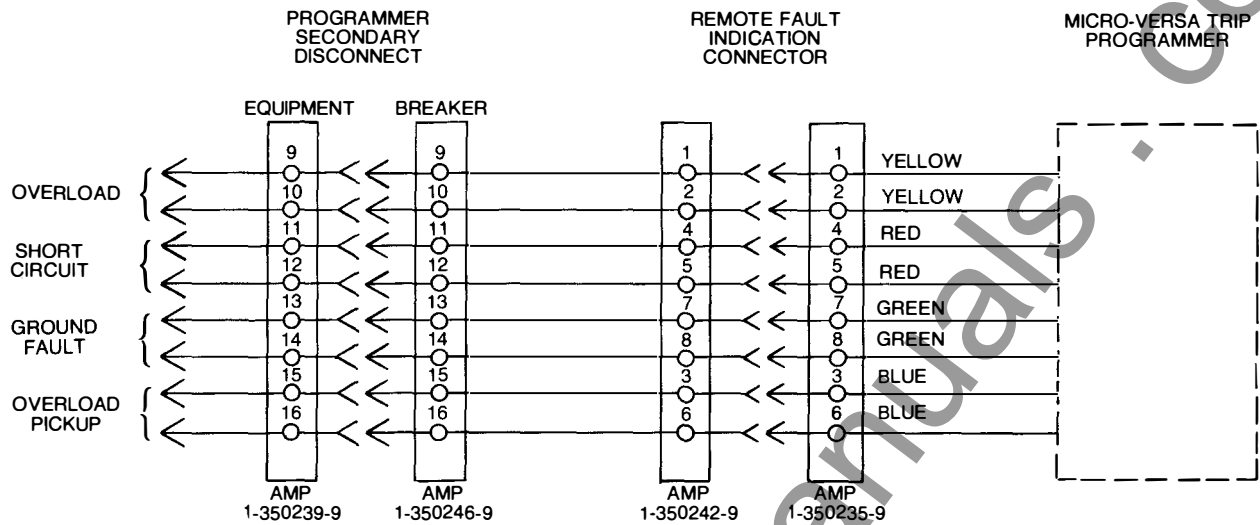 PROGRAMMER
SECONDARY
DISCONNECT
REMOTE FAULT
INDICATION
CONNECTOR
MICRO-VERSA TRIP
PROGRAMMER
EQUIPMENT
BREAKER
OVERLOAD
9 9 1 1 YELLOW
10 10 2 2 YELLOW
SHORT
CIRCUIT
11 11 4 4 RED
12 12 5 5 RED
GROUND
FAULT
13 13 7 7 GREEN
14 14 8 8 GREEN
OVERLOAD
PICKUP
15 15 3 3 BLUE
16 16 6 6 BLUE
AMP
1-350239-9
AMP
1-350246-9
AMP
1-350242-9
AMP
1-350235-9